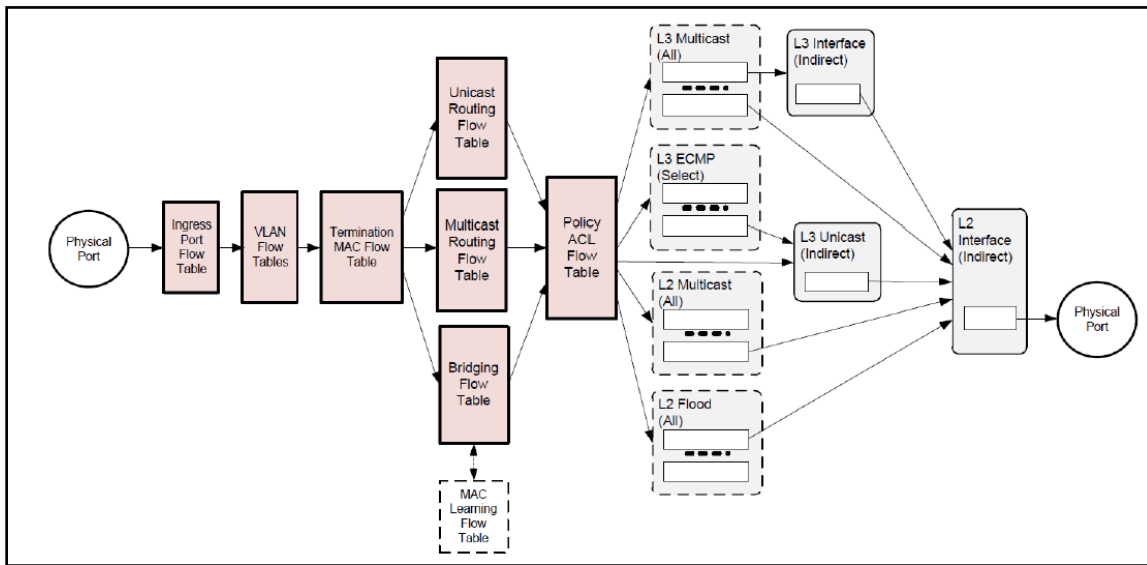 Physical
Port
Ingress
Port
Flow
Table
VLAN
Flow
Tables
Termination
MAC Flow
Table
Unicast
Routing
Flow
Table
Multicast
Routing
Flow
Table
Bridging
Flow
Table
MAC
Learning
Flow
Table
Policy
ACL
Flow
Table
L3 Multicast
(All)
L3 Interface
(Indirect)
L3 ECMP
(Select)
L3 Unicast
(Indirect)
L2 Multicast
(All)
L2 Flood
(All)
L2
Interface
(Indirect)
Physical
Port